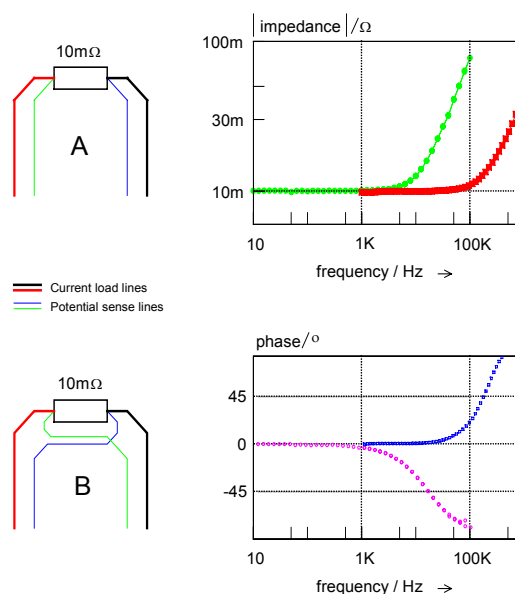 10mΩ
A
|impedance|/Ω
100m
30m
10m
10 1K 100K
frequency / Hz →
Current load lines
Potential sense lines
10mΩ
B
phase/o
45
0
-45
10 1K 100K
frequency / Hz →